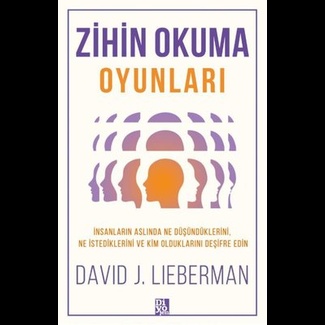 ZİHİN OKUMA
OYUNLARI
İNSANLARIN ASLINDA NE DÜŞÜNDÜKLERİNİ,
NE İSTEDİKLERİNİ VE KİM OLDUKLARINI DEŞİFRE EDİN
DAVID J. LIEBERMAN